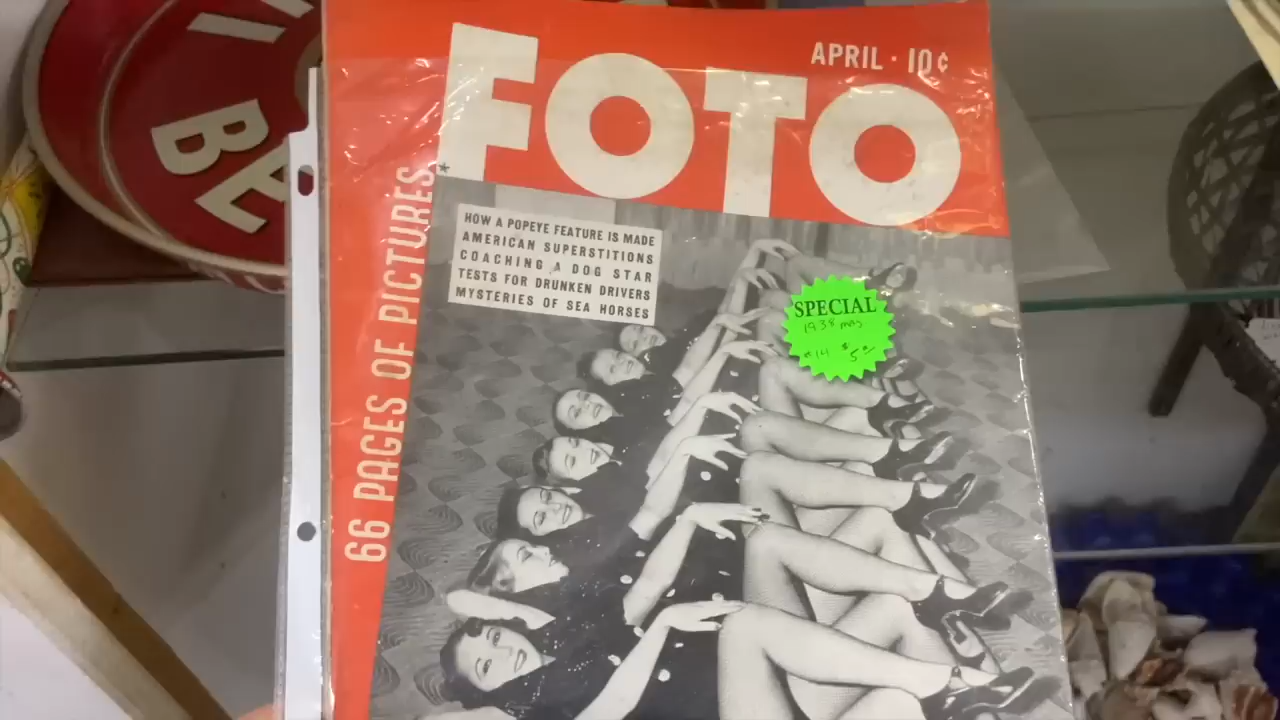 APRIL · 10¢
FOTO
66 PAGES OF PICTURES
HOW A POPEYE FEATURE IS MADE
AMERICAN SUPERSTITIONS
COACHING A DOG STAR
TESTS FOR DRUNKEN DRIVERS
MYSTERIES OF SEA HORSES
SPECIAL
1938
BE